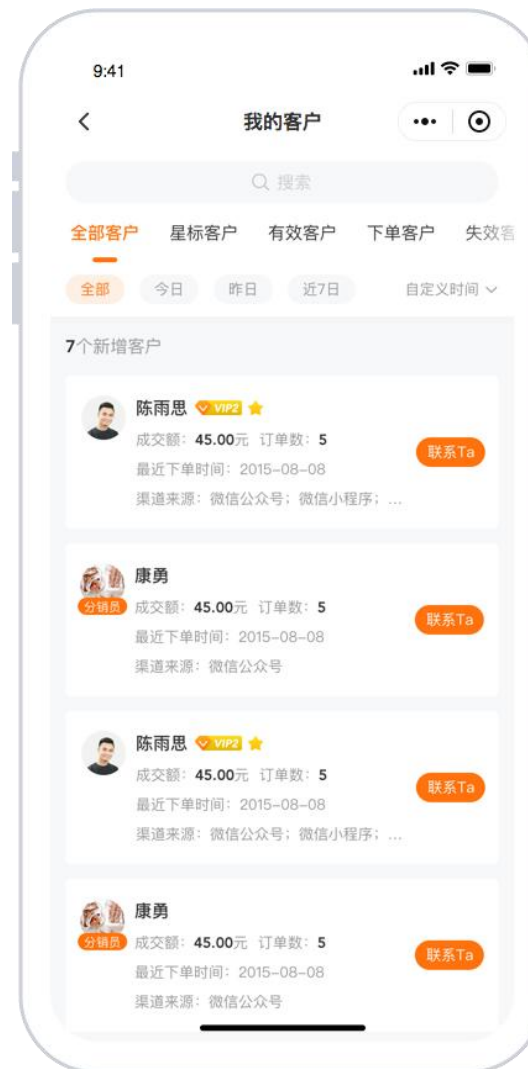 9:41
我的客户
搜索
全部客户 星标客户 有效客户 下单客户 失效客
全部 今日 昨日 近7日 自定义时间
7个新增客户
陈雨思 VIP2
成交额：45.00元 订单数：5
联系Ta
最近下单时间：2015-08-08
渠道来源：微信公众号；微信小程序；...
康勇
分销员 成交额：45.00元 订单数：5
联系Ta
最近下单时间：2015-08-08
渠道来源：微信公众号
陈雨思 VIP2
成交额：45.00元 订单数：5
联系Ta
最近下单时间：2015-08-08
渠道来源：微信公众号；微信小程序；...
康勇
分销员 成交额：45.00元 订单数：5
联系Ta
最近下单时间：2015-08-08
渠道来源：微信公众号